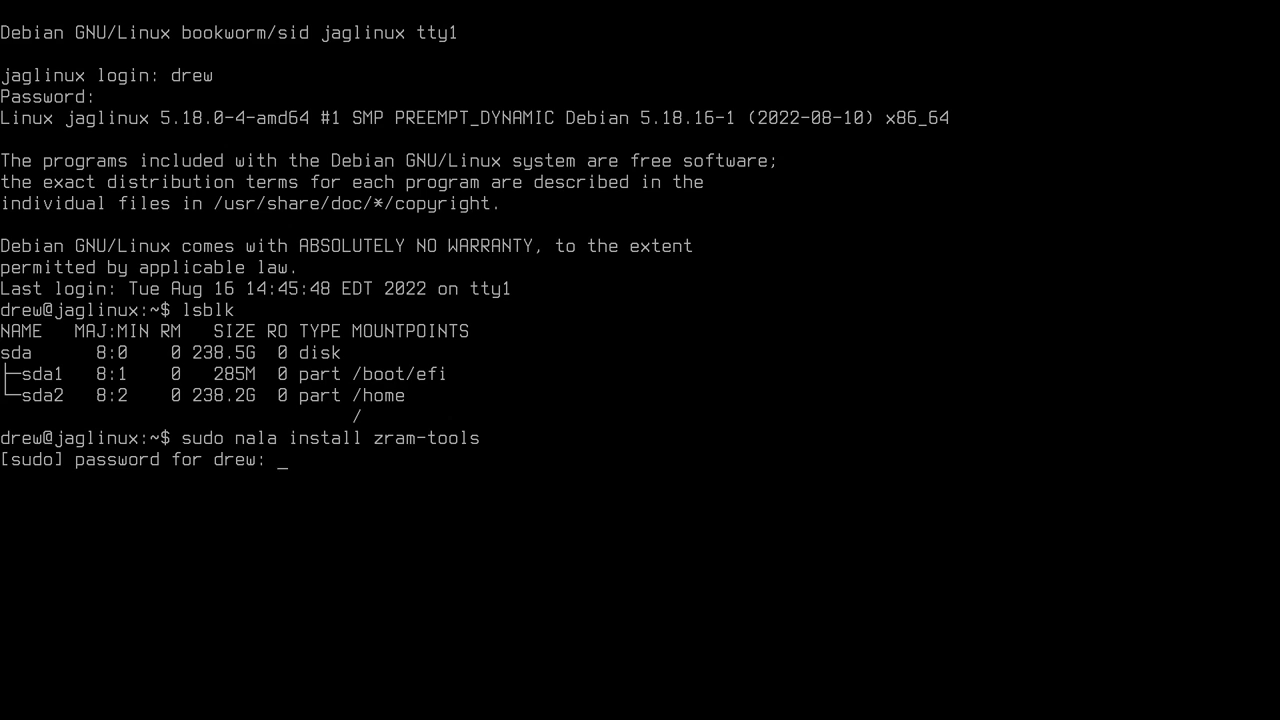 Debian GNU/Linux bookworm/sid jaglinux tty1
jaglinux login: drew
Password:
Linux jaglinux 5.18.0-4-amd64 #1 SMP PREEMPT_DYNAMIC Debian 5.18.16-1 (2022-08-10) x86_64
The programs included with the Debian GNU/Linux system are free software;
the exact distribution terms for each program are described in the
individual files in /usr/share/doc/*/copyright.
Debian GNU/Linux comes with ABSOLUTELY NO WARRANTY, to the extent
permitted by applicable law.
Last login: Tue Aug 16 14:45:48 EDT 2022 on tty1
drew@jaglinux:~$ lsblk
NAME   MAJ:MIN RM   SIZE RO TYPE MOUNTPOINTS
sda      8:0    0 238.5G  0 disk
├─sda1   8:1    0   285M  0 part /boot/efi
└─sda2   8:2    0 238.2G  0 part /home
                                 /
drew@jaglinux:~$ sudo nala install zram-tools
[sudo] password for drew: _